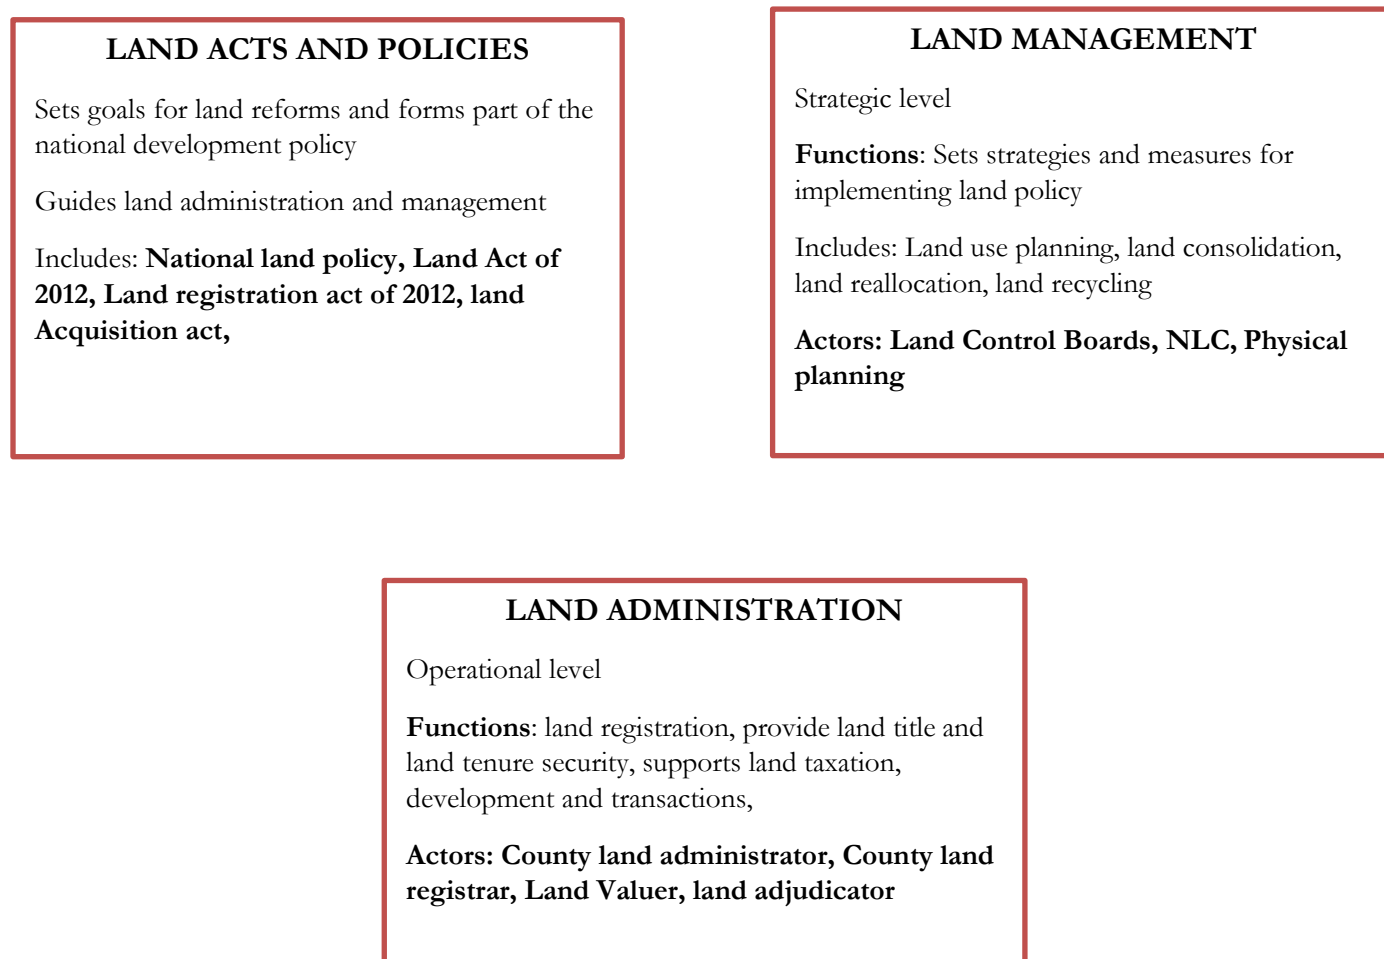 LAND ACTS AND POLICIES
Sets goals for land reforms and forms part of the
national development policy
Guides land administration and management
Includes: National land policy, Land Act of
2012, Land registration act of 2012, land
Acquisition act,
LAND MANAGEMENT
Strategic level
Functions: Sets strategies and measures for
implementing land policy
Includes: Land use planning, land consolidation,
land reallocation, land recycling
Actors: Land Control Boards, NLC, Physical
planning
LAND ADMINISTRATION
Operational level
Functions: land registration, provide land title and
land tenure security, supports land taxation,
development and transactions,
Actors: County land administrator, County land
registrar, Land Valuer, land adjudicator